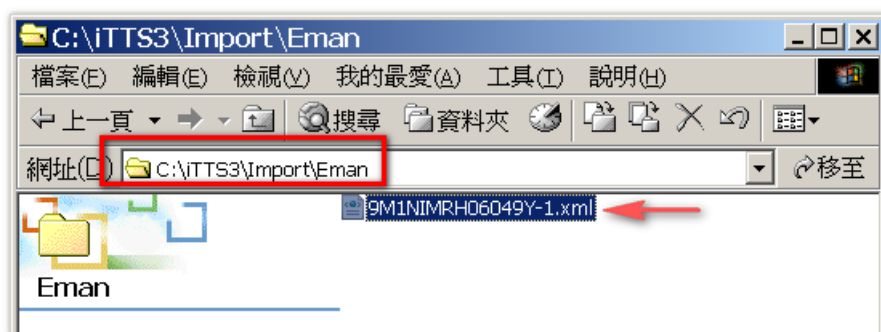 C:\iTTS3\Import\Eman
檔案(F) 編輯(E) 檢視(V) 我的最愛(A) 工具(T) 說明(H)
上一頁 搜尋 資料夾
網址(D) C:\iTTS3\Import\Eman 移至
9M1NIMRH06049Y-1.xml
Eman